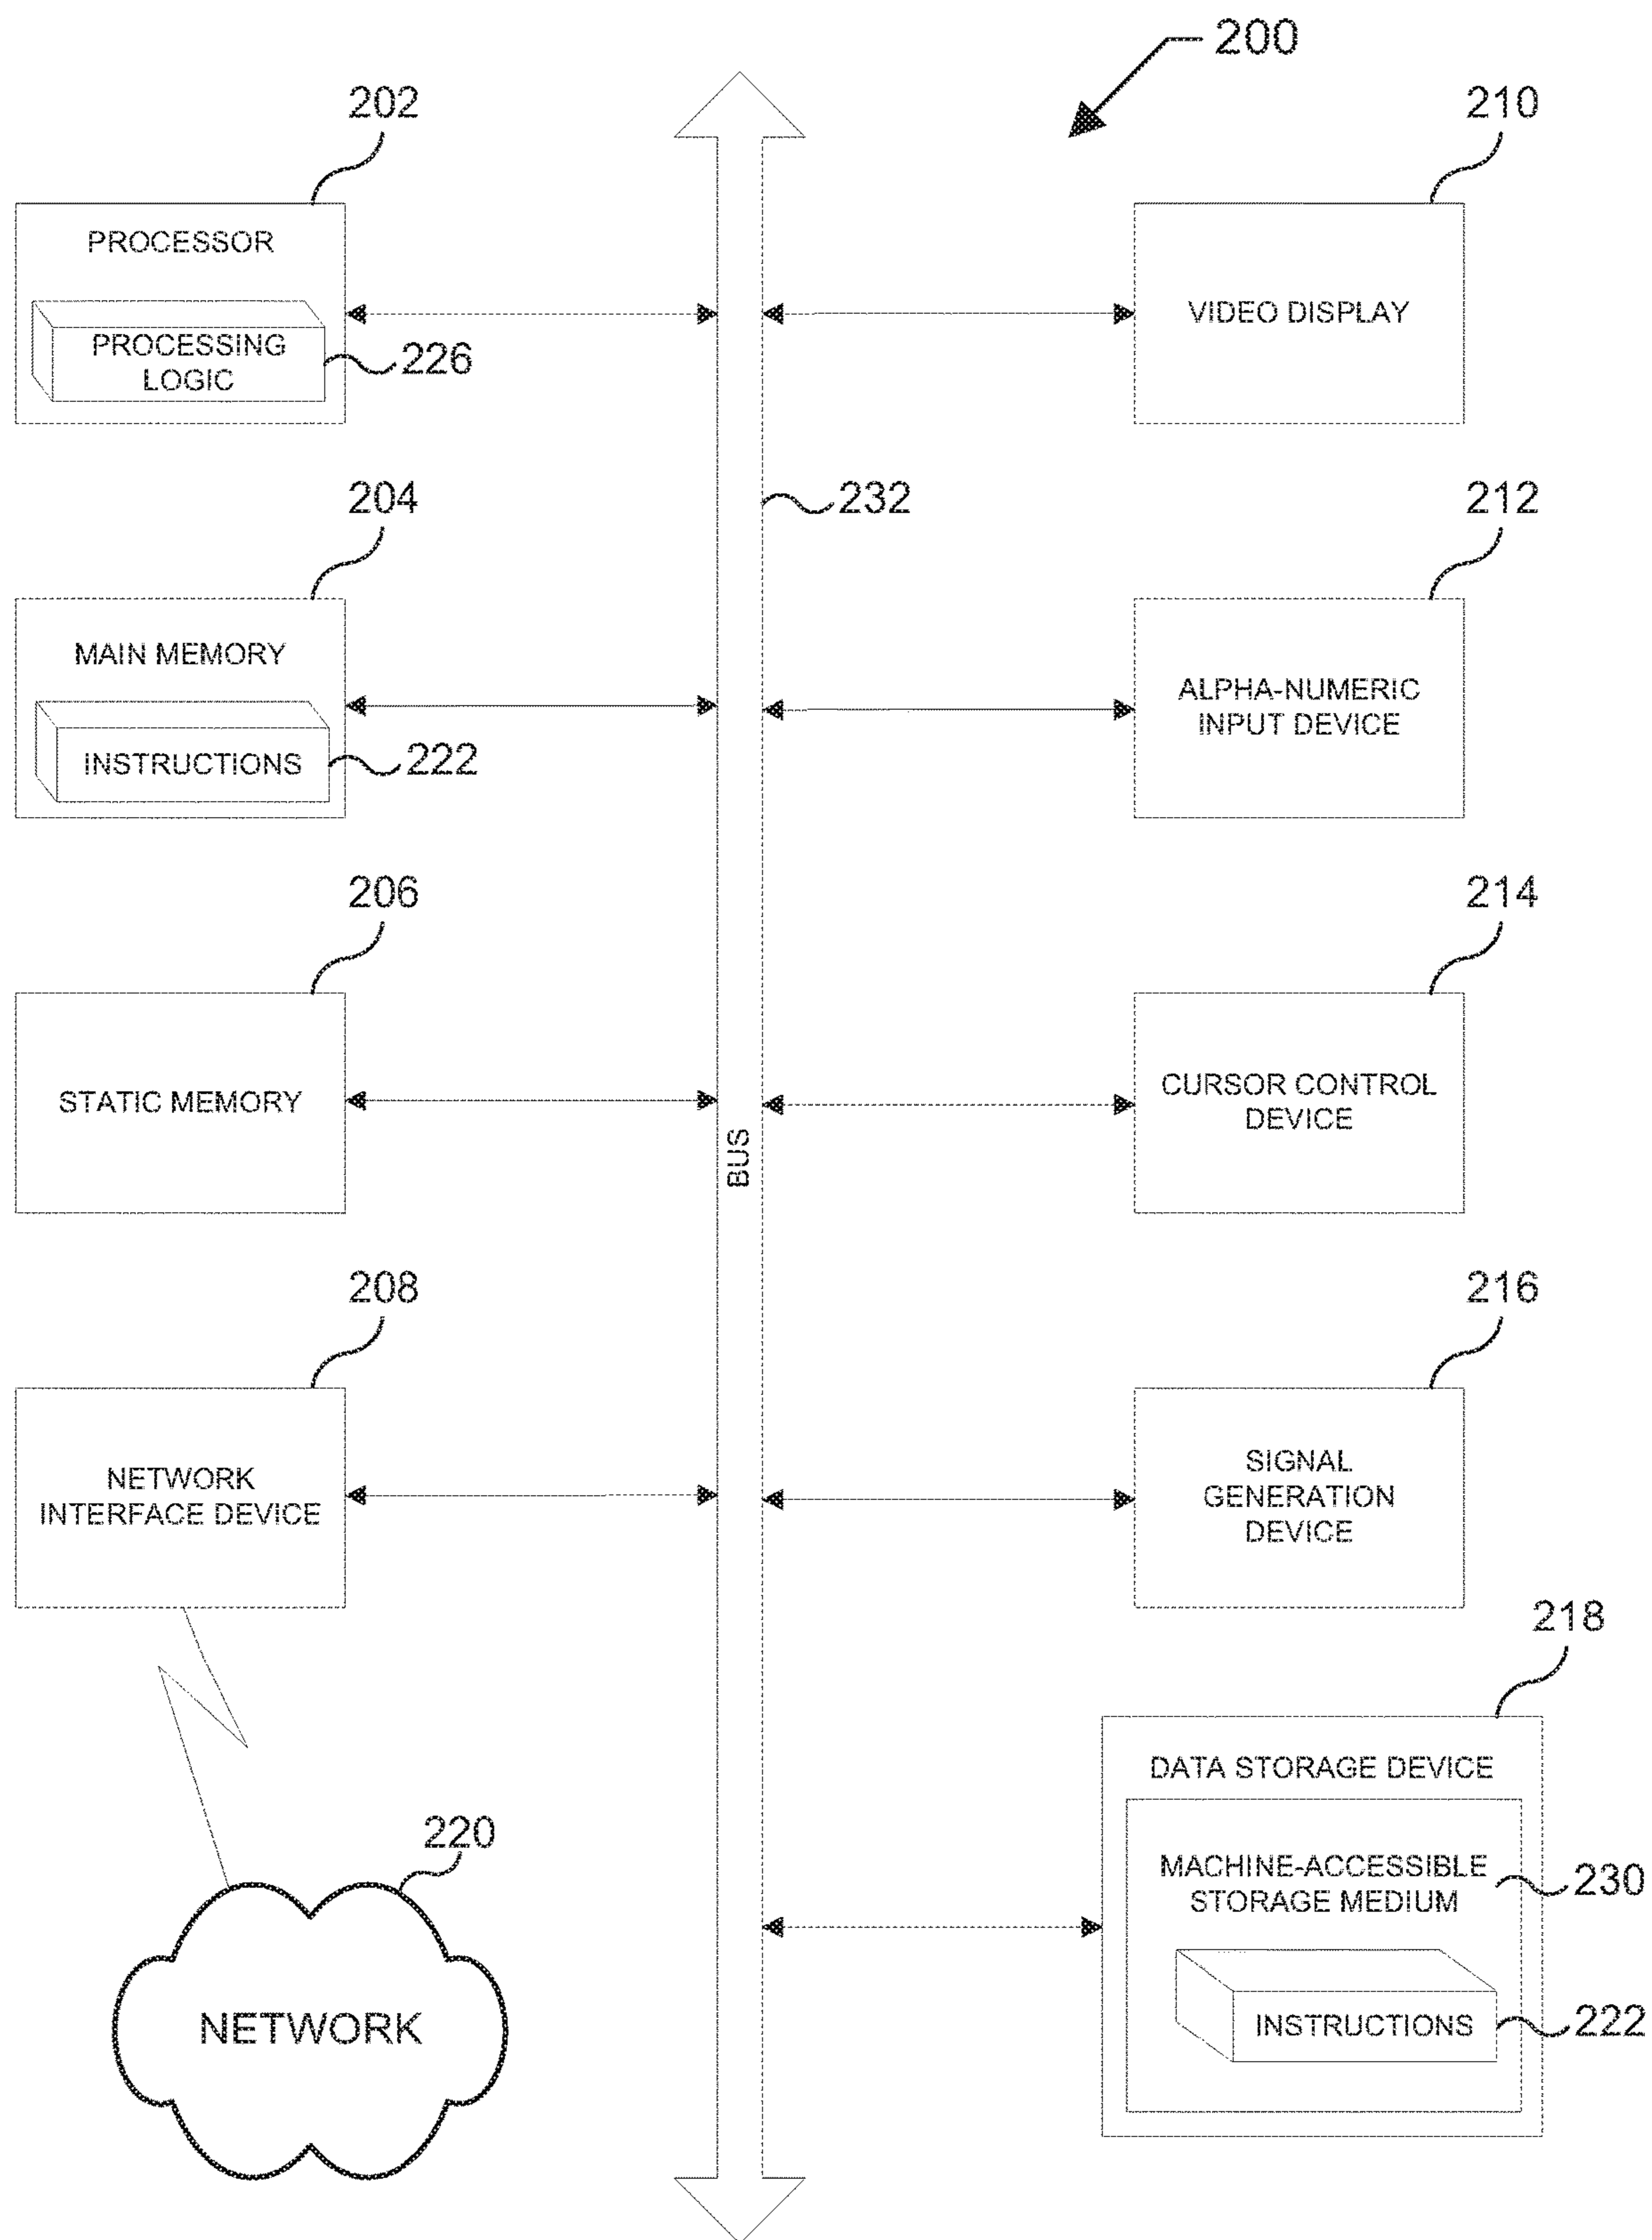 200
202
210
PROCESSOR
PROCESSING
LOGIC
226
VIDEO DISPLAY
204
232
212
MAIN MEMORY
INSTRUCTIONS
222
ALPHA-NUMERIC
INPUT DEVICE
206
214
STATIC MEMORY
BUS
CURSOR CONTROL
DEVICE
208
216
NETWORK
INTERFACE DEVICE
SIGNAL
GENERATION
DEVICE
218
DATA STORAGE DEVICE
220
MACHINE-ACCESSIBLE
STORAGE MEDIUM
230
NETWORK
INSTRUCTIONS
222